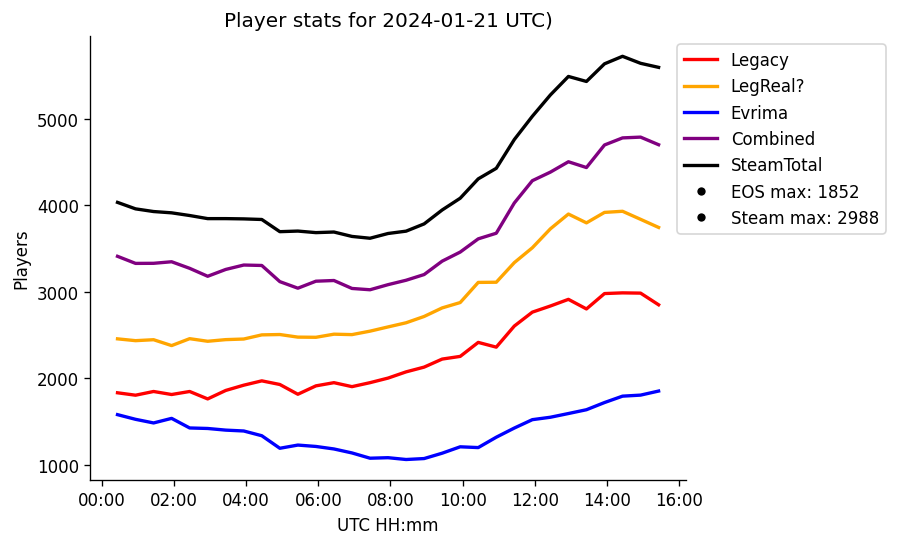 Player stats for 2024-01-21 UTC)
Legacy
LegReal?
Evrima
Combined
SteamTotal
EOS max: 1852
Steam max: 2988
Players
5000
4000
3000
2000
1000
00:00 02:00 04:00 06:00 08:00 10:00 12:00 14:00 16:00
UTC HH:mm